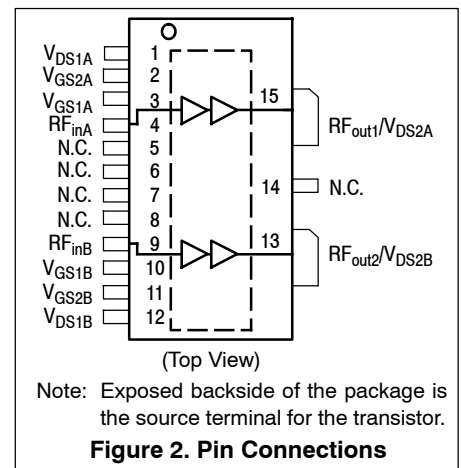 V_DS1A 1
V_GS2A 2
V_GS1A 3
RF_inA 4
N.C. 5
N.C. 6
N.C. 7
N.C. 8
RF_inB 9
V_GS1B 10
V_GS2B 11
V_DS1B 12
15 RF_out1/V_DS2A
14 N.C.
13 RF_out2/V_DS2B
(Top View)
Note: Exposed backside of the package is
the source terminal for the transistor.
Figure 2. Pin Connections